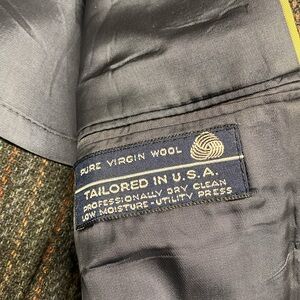 PURE VIRGIN WOOL
TAILORED IN U.S.A.
PROFESSIONALLY DRY CLEAN
LOW MOISTURE-UTILITY PRESS